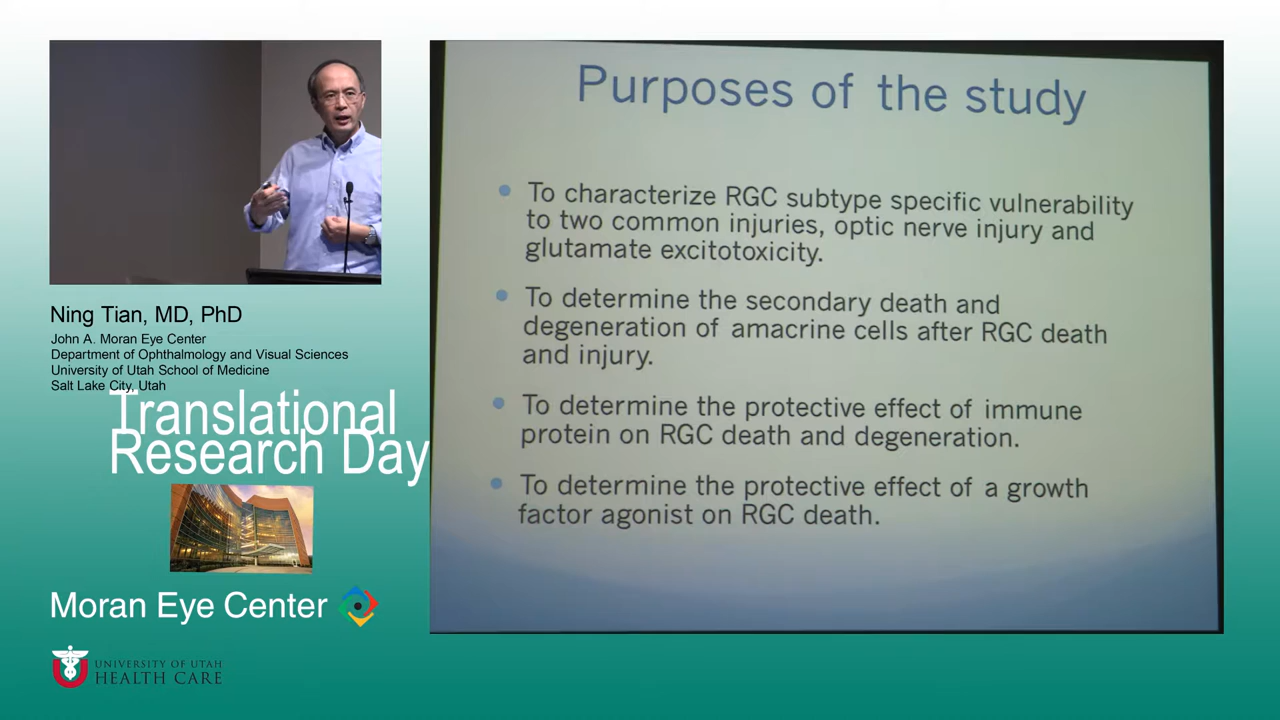 Ning Tian, MD, PhD
John A. Moran Eye Center
Department of Ophthalmology and Visual Sciences
University of Utah School of Medicine
Salt Lake City, Utah
Translational
Research Day
Moran Eye Center
UNIVERSITY OF UTAH
HEALTH CARE
Purposes of the study
To characterize RGC subtype specific vulnerability
to two common injuries, optic nerve injury and
glutamate excitotoxicity.
To determine the secondary death and
degeneration of amacrine cells after RGC death
and injury.
To determine the protective effect of immune
protein on RGC death and degeneration.
To determine the protective effect of a growth
factor agonist on RGC death.